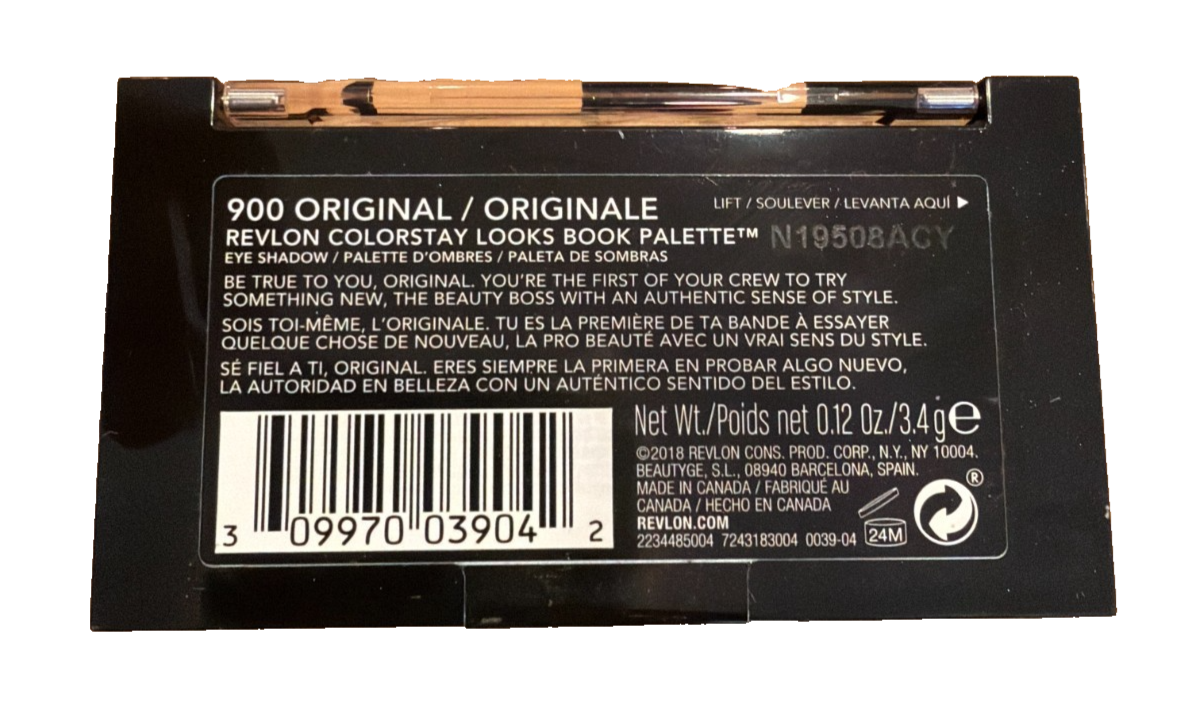 900 ORIGINAL / ORIGINALE
LIFT / SOULEVER / LEVANTA AQUÍ ▶
REVLON COLORSTAY LOOKS BOOK PALETTE™
N19508ACY
EYE SHADOW / PALETTE D'OMBRES / PALETA DE SOMBRAS
BE TRUE TO YOU, ORIGINAL. YOU'RE THE FIRST OF YOUR CREW TO TRY
SOMETHING NEW, THE BEAUTY BOSS WITH AN AUTHENTIC SENSE OF STYLE.
SOIS TOI-MÊME, L'ORIGINALE. TU ES LA PREMIÈRE DE TA BANDE À ESSAYER
QUELQUE CHOSE DE NOUVEAU, LA PRO BEAUTÉ AVEC UN VRAI SENS DU STYLE.
SÉ FIEL A TI, ORIGINAL. ERES SIEMPRE LA PRIMERA EN PROBAR ALGO NUEVO,
LA AUTORIDAD EN BELLEZA CON UN AUTÉNTICO SENTIDO DEL ESTILO.
3 09970 03904 2
Net Wt./Poids net 0.12 Oz./3.4 g ℮
©2018 REVLON CONS. PROD. CORP., N.Y., NY 10004.
BEAUTYGE, S.L., 08940 BARCELONA, SPAIN.
MADE IN CANADA / FABRIQUÉ AU
CANADA / HECHO EN CANADA
REVLON.COM
2234485004 7243183004 0039-04
24M
®